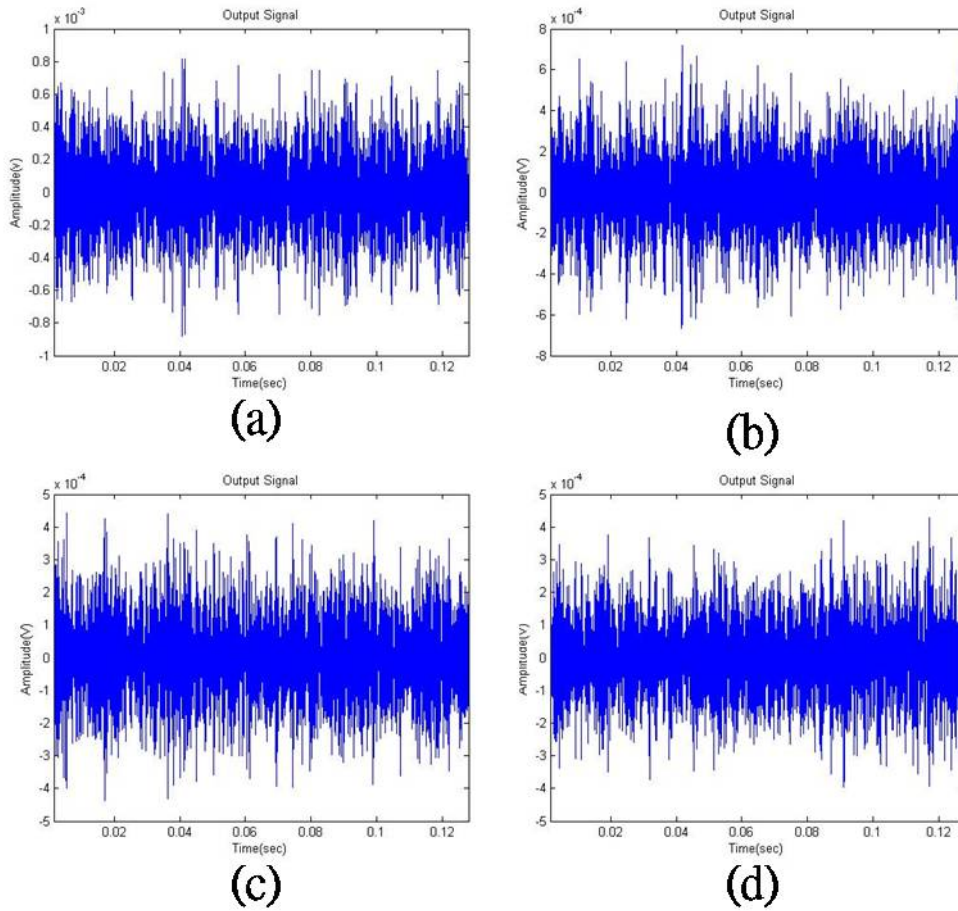 Output Signal
x 10^-3
Amplitude(v)
1
0.8
0.6
0.4
0.2
0
-0.2
-0.4
-0.6
-0.8
-1
0.02 0.04 0.06 0.08 0.1 0.12
Time(sec)
(a)
Output Signal
x 10^-4
Amplitude(V)
8
6
4
2
0
-2
-4
-6
-8
0.02 0.04 0.06 0.08 0.1 0.12
Time(sec)
(b)
Output Signal
x 10^-4
Amplitude(V)
5
4
3
2
1
0
-1
-2
-3
-4
-5
0.02 0.04 0.06 0.08 0.1 0.12
Time(sec)
(c)
Output Signal
x 10^-4
Amplitude(V)
5
4
3
2
1
0
-1
-2
-3
-4
-5
0.02 0.04 0.06 0.08 0.1 0.12
Time(sec)
(d)